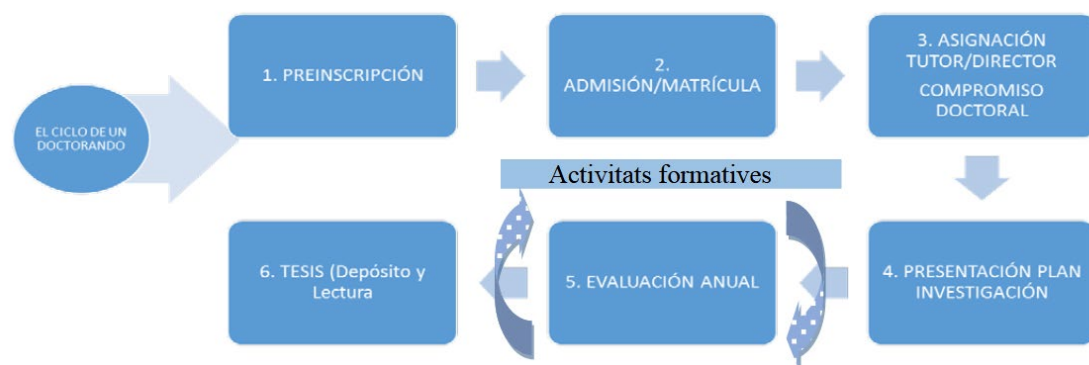 EL CICLO DE UN
DOCTORANDO
1. PREINSCRIPCIÓN
2.
ADMISIÓN/MATRÍCULA
3. ASIGNACIÓN
TUTOR/DIRECTOR
COMPROMISO
DOCTORAL
Activitats formatives
4. PRESENTACIÓN PLAN
INVESTIGACIÓN
5. EVALUACIÓN ANUAL
6. TESIS (Depósito y
Lectura